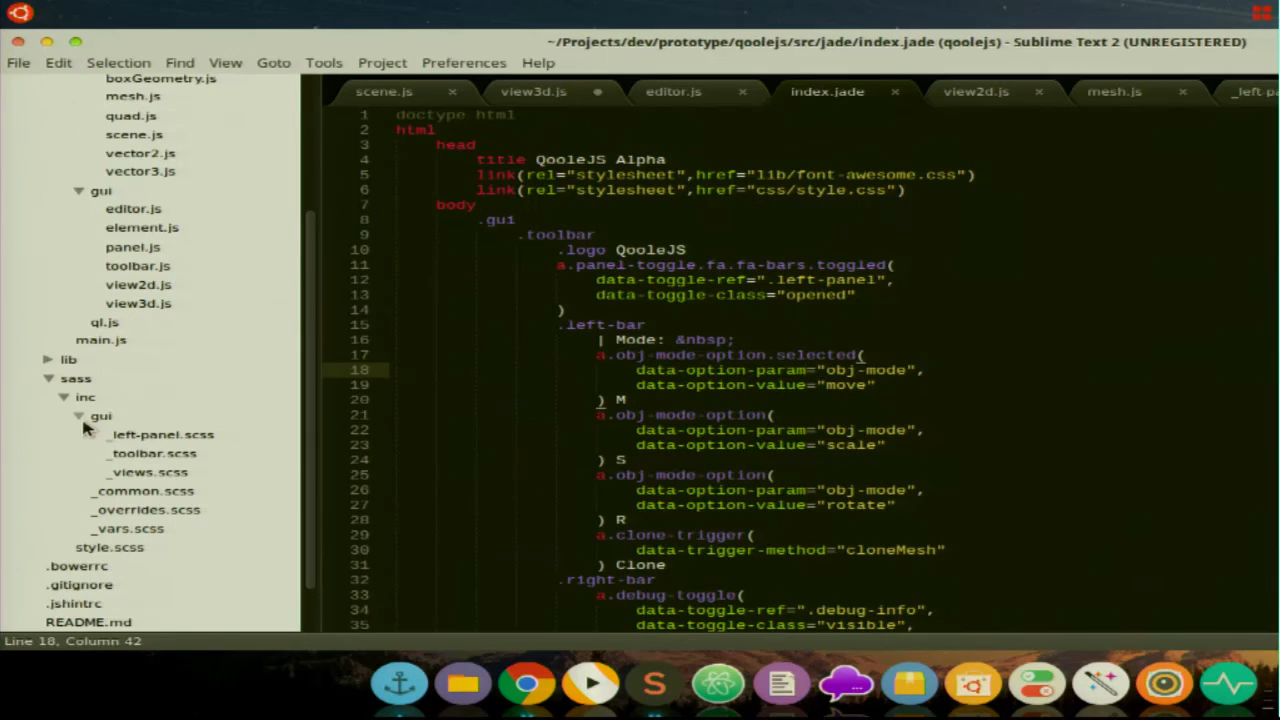 ~/Projects/dev/prototype/qoolejs/src/jade/index.jade (qoolejs) - Sublime Text 2 (UNREGISTERED)
File Edit Selection Find View Goto Tools Project Preferences Help
boxGeometry.js
mesh.js
quad.js
scene.js
vector2.js
vector3.js
gui
editor.js
element.js
panel.js
toolbar.js
view2d.js
view3d.js
ql.js
main.js
lib
sass
inc
gui
_left-panel.scss
_toolbar.scss
_views.scss
_common.scss
_overrides.scss
_vars.scss
style.scss
.bowerrc
.gitignore
.jshintrc
README.md
scene.js × view3d.js editor.js × index.jade × view2d.js × mesh.js × _left-pa
1 doctype html
2 html
3 head
4 title QooleJS Alpha
5 link(rel="stylesheet",href="lib/font-awesome.css")
6 link(rel="stylesheet",href="css/style.css")
7 body
8 .gui
9 .toolbar
10 .logo QooleJS
11 a.panel-toggle.fa.fa-bars.toggled(
12 data-toggle-ref=".left-panel",
13 data-toggle-class="opened"
14 )
15 .left-bar
16 | Mode: &nbsp;
17 a.obj-mode-option.selected(
18 data-option-param="obj-mode",
19 data-option-value="move"
20 ) M
21 a.obj-mode-option(
22 data-option-param="obj-mode",
23 data-option-value="scale"
24 ) S
25 a.obj-mode-option(
26 data-option-param="obj-mode",
27 data-option-value="rotate"
28 ) R
29 a.clone-trigger(
30 data-trigger-method="cloneMesh"
31 ) Clone
32 .right-bar
33 a.debug-toggle(
34 data-toggle-ref=".debug-info",
35 data-toggle-class="visible",
Line 18, Column 42